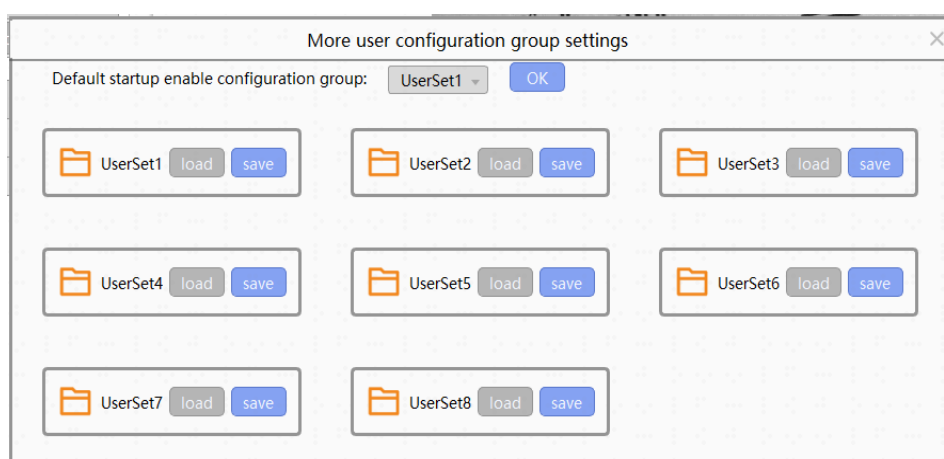 More user configuration group settings
Default startup enable configuration group: UserSet1 OK
UserSet1 load save UserSet2 load save UserSet3 load save
UserSet4 load save UserSet5 load save UserSet6 load save
UserSet7 load save UserSet8 load save